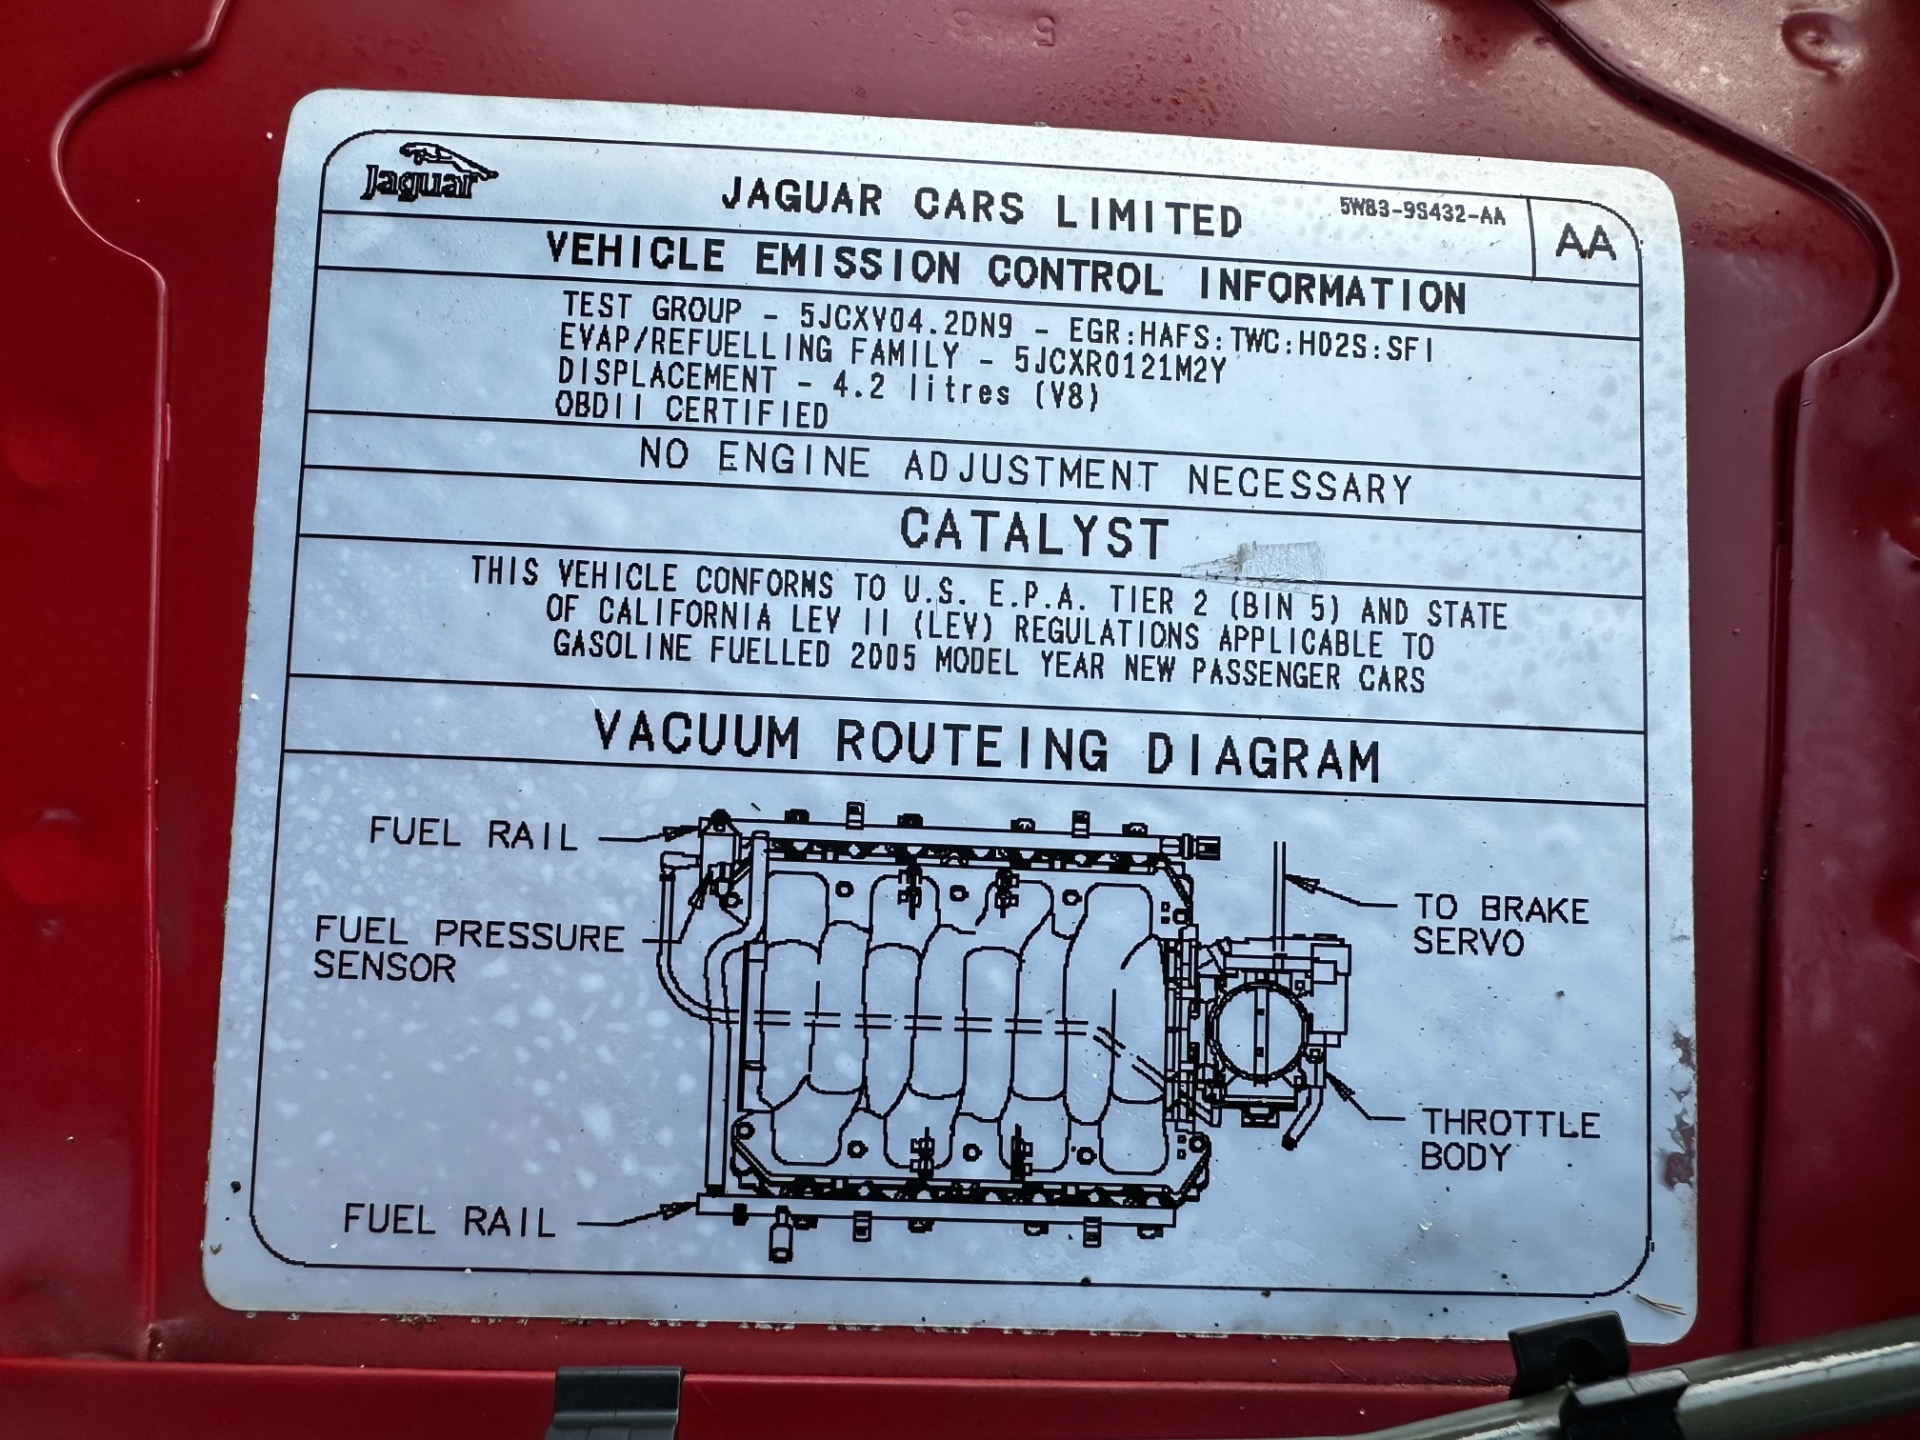 Jaguar
JAGUAR CARS LIMITED
5W83-9S432-AA
AA
VEHICLE EMISSION CONTROL INFORMATION
TEST GROUP - 5JCXV04.2DN9 - EGR:HAFS:TWC:HO2S:SFI
EVAP/REFUELLING FAMILY - 5JCXR0121M2Y
DISPLACEMENT - 4.2 litres (V8)
OBDII CERTIFIED
NO ENGINE ADJUSTMENT NECESSARY
CATALYST
THIS VEHICLE CONFORMS TO U.S. E.P.A. TIER 2 (BIN 5) AND STATE
OF CALIFORNIA LEV II (LEV) REGULATIONS APPLICABLE TO
GASOLINE FUELLED 2005 MODEL YEAR NEW PASSENGER CARS
VACUUM ROUTEING DIAGRAM
FUEL RAIL
TO BRAKE
SERVO
FUEL PRESSURE
SENSOR
THROTTLE
BODY
FUEL RAIL